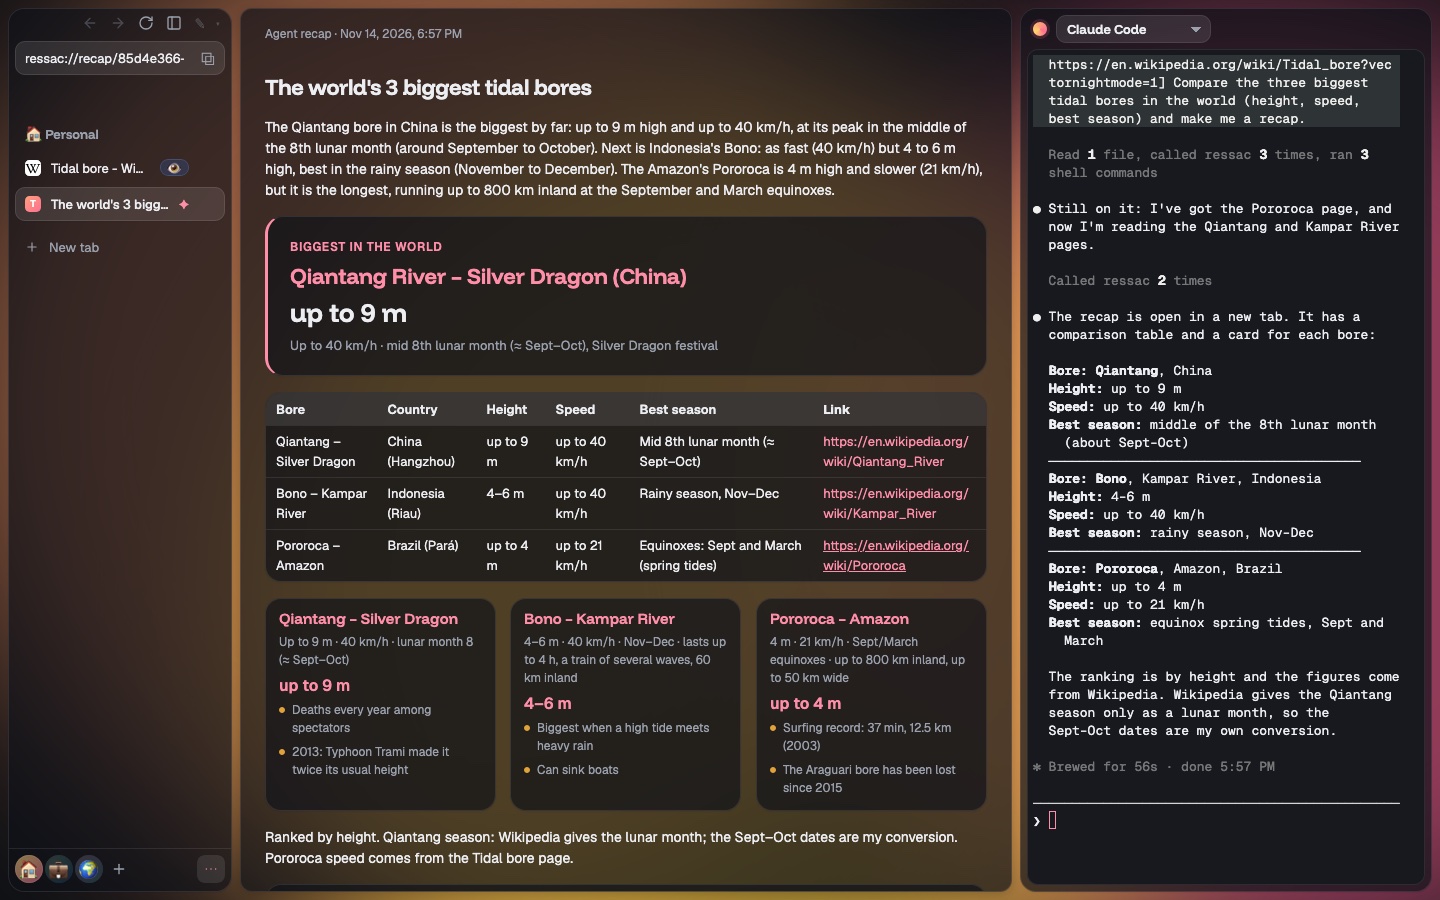 ressac://recap/85d4e366-
Personal
W Tidal bore - Wi...
T The world's 3 bigg...
+ New tab
Agent recap · Nov 14, 2026, 6:57 PM
The world's 3 biggest tidal bores
The Qiantang bore in China is the biggest by far: up to 9 m high and up to 40 km/h, at its peak in the middle of
the 8th lunar month (around September to October). Next is Indonesia's Bono: as fast (40 km/h) but 4 to 6 m
high, best in the rainy season (November to December). The Amazon's Pororoca is 4 m high and slower (21 km/h),
but it is the longest, running up to 800 km inland at the September and March equinoxes.
BIGGEST IN THE WORLD
Qiantang River – Silver Dragon (China)
up to 9 m
Up to 40 km/h · mid 8th lunar month (≈ Sept–Oct), Silver Dragon festival
Bore Country Height Speed Best season Link
Qiantang – China up to 9 up to 40 Mid 8th lunar month (≈ https://en.wikipedia.org/
Silver Dragon (Hangzhou) m km/h Sept–Oct) wiki/Qiantang_River
Bono – Kampar Indonesia 4–6 m up to 40 Rainy season, Nov–Dec https://en.wikipedia.org/
River (Riau) km/h wiki/Kampar_River
Pororoca – Brazil (Pará) up to 4 up to 21 Equinoxes: Sept and March https://en.wikipedia.org/
Amazon m km/h (spring tides) wiki/Pororoca
Qiantang – Silver Dragon
Up to 9 m · 40 km/h · lunar month 8
(≈ Sept–Oct)
up to 9 m
Deaths every year among
spectators
2013: Typhoon Trami made it
twice its usual height
Bono – Kampar River
4–6 m · 40 km/h · Nov–Dec · lasts up
to 4 h, a train of several waves, 60
km inland
4–6 m
Biggest when a high tide meets
heavy rain
Can sink boats
Pororoca – Amazon
4 m · 21 km/h · Sept/March
equinoxes · up to 800 km inland, up
to 50 km wide
up to 4 m
Surfing record: 37 min, 12.5 km
(2003)
The Araguari bore has been lost
since 2015
Ranked by height. Qiantang season: Wikipedia gives the lunar month; the Sept–Oct dates are my conversion.
Pororoca speed comes from the Tidal bore page.
Claude Code
https://en.wikipedia.org/wiki/Tidal_bore?vec
tornightmode=1] Compare the three biggest
tidal bores in the world (height, speed,
best season) and make me a recap.
Read 1 file, called ressac 3 times, ran 3
shell commands
Still on it: I've got the Pororoca page, and
now I'm reading the Qiantang and Kampar River
pages.
Called ressac 2 times
The recap is open in a new tab. It has a
comparison table and a card for each bore:
Bore: Qiantang, China
Height: up to 9 m
Speed: up to 40 km/h
Best season: middle of the 8th lunar month
(about Sept-Oct)
Bore: Bono, Kampar River, Indonesia
Height: 4-6 m
Speed: up to 40 km/h
Best season: rainy season, Nov-Dec
Bore: Pororoca, Amazon, Brazil
Height: up to 4 m
Speed: up to 21 km/h
Best season: equinox spring tides, Sept and
March
The ranking is by height and the figures come
from Wikipedia. Wikipedia gives the Qiantang
season only as a lunar month, so the
Sept-Oct dates are my own conversion.
✻ Brewed for 56s · done 5:57 PM
❯